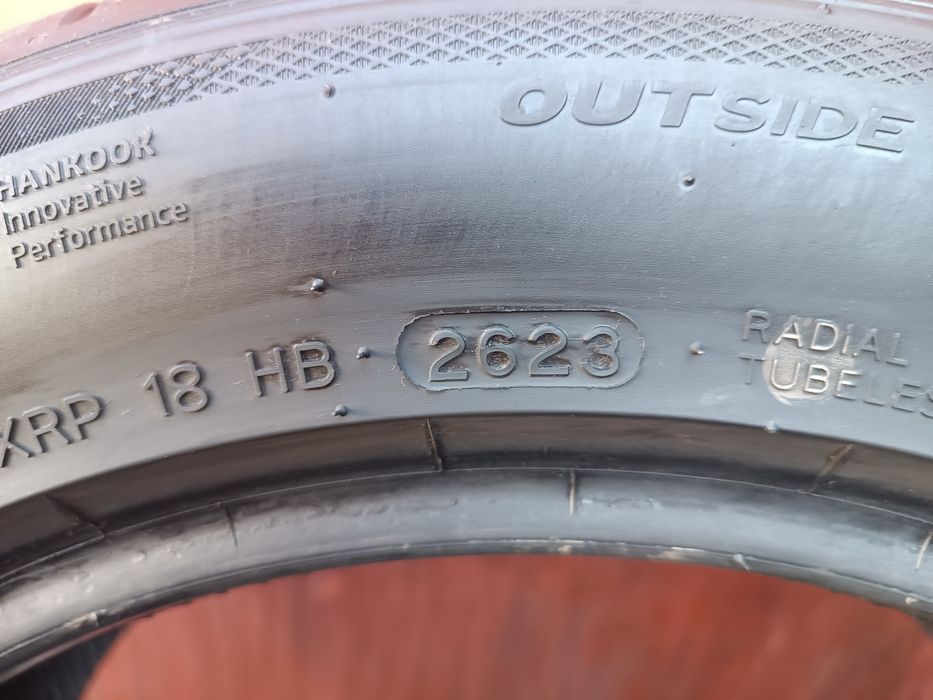 OUTSIDE
HANKOOK
Innovative
Performance
XRP 18 HB 2623
RADIAL
TUBELES